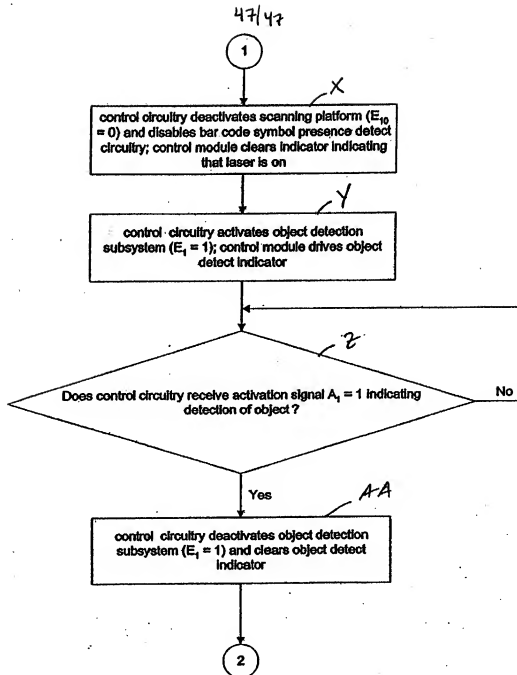 47/47
1
X
control circuitry deactivates scanning platform (E10
= 0) and disables bar code symbol presence detect
circuitry; control module clears indicator indicating
that laser is on
Y
control circuitry activates object detection
subsystem (E1 = 1); control module drives object
detect indicator
Z
Does control circuitry receive activation signal A1 = 1 indicating
detection of object?
No
Yes
AA
control circuitry deactivates object detection
subsystem (E1 = 1) and clears object detect
indicator
2